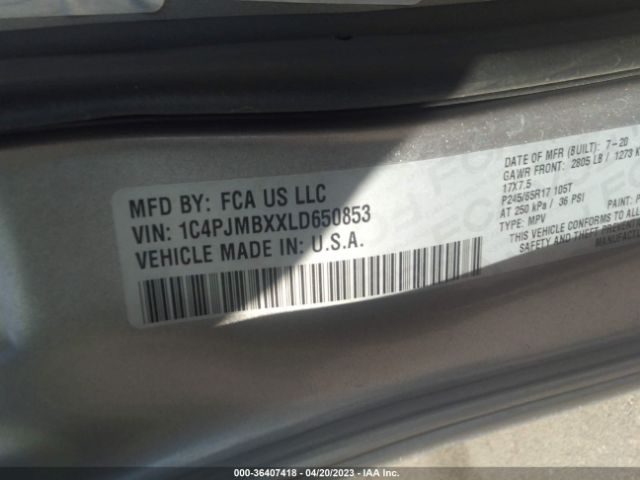 MFD BY: FCA US LLC
VIN: 1C4PJMBXXLD650853
VEHICLE MADE IN: U.S.A.
DATE OF MFR (BUILT): 7-20
GAWR FRONT: 2805 LB / 1273 K
17X7.5
P245/65R17 105T
AT 250 kPa / 36 PSI
TYPE: MPV PAINT: P
THIS VEHICLE CONFORMS TO A
SAFETY AND THEFT PREVENTION
000-36407418 - 04/20/2023 - IAA Inc.